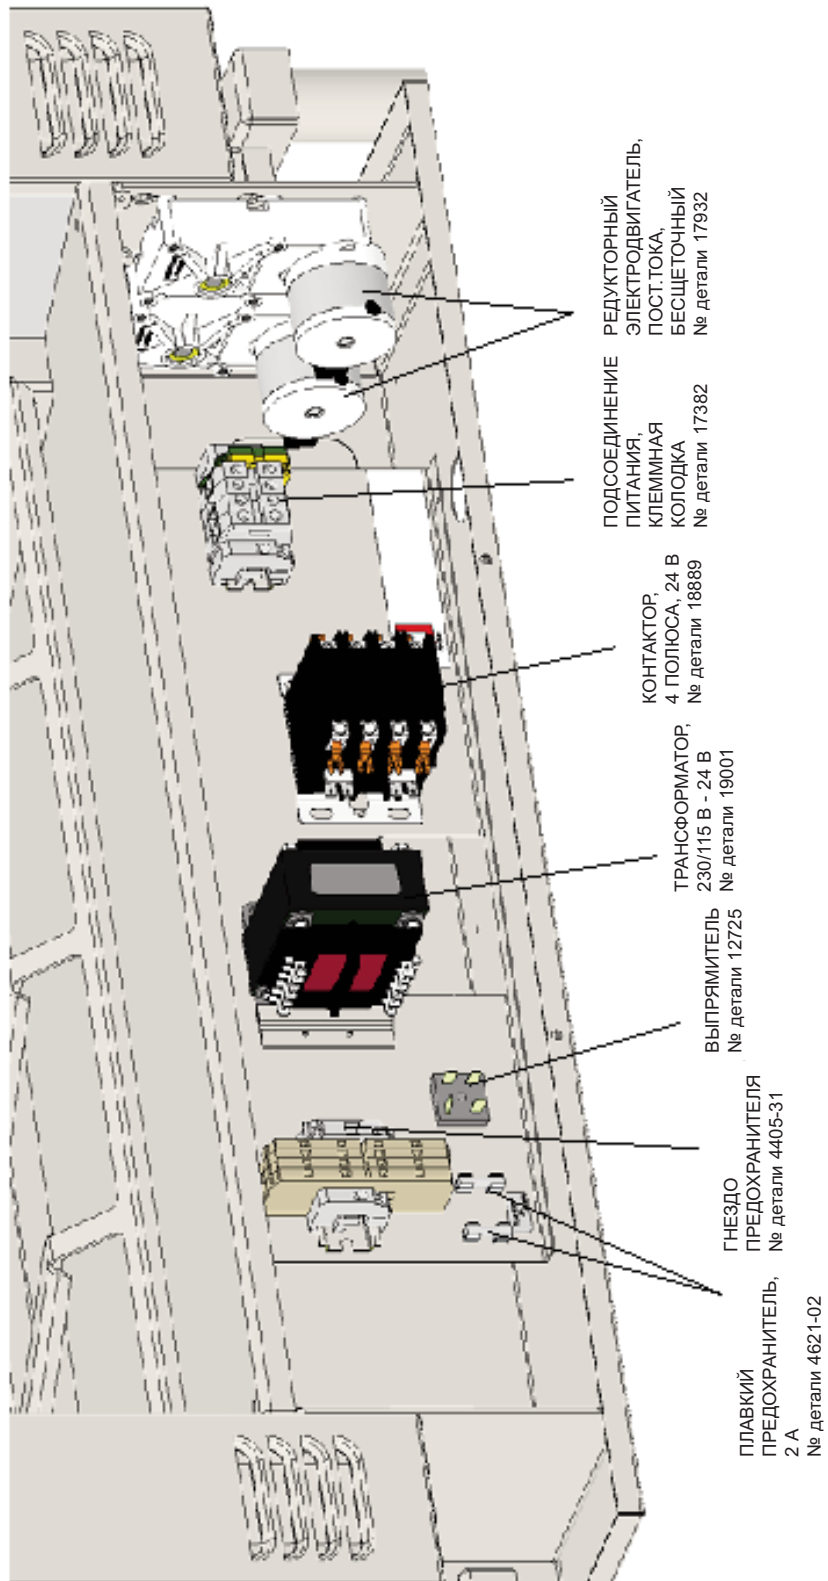 ПЛАВКИЙ
ПРЕДОХРАНИТЕЛЬ,
2 А
№ детали 4621-02
ГНЕЗДО
ПРЕДОХРАНИТЕЛЯ
№ детали 4405-31
ВЫПРЯМИТЕЛЬ
№ детали 12725
ТРАНСФОРМАТОР,
230/115 В - 24 В
№ детали 19001
КОНТАКТОР,
4 ПОЛЮСА, 24 В
№ детали 18889
ПОДСОЕДИНЕНИЕ
ПИТАНИЯ,
КЛЕММНАЯ
КОЛОДКА
№ детали 17382
РЕДУКТОРНЫЙ
ЭЛЕКТРОДВИГАТЕЛЬ,
ПОСТ.ТОКА,
БЕСЩЕТОЧНЫЙ
№ детали 17932